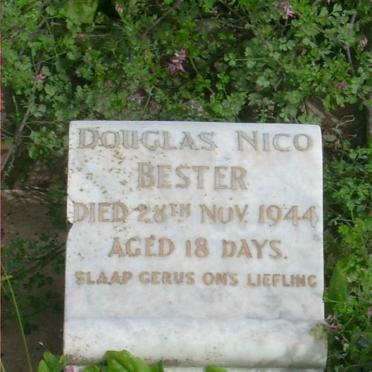 DOUGLAS NICO
BESTER
DIED 28TH NOV. 1944
AGED 18 DAYS.
SLAAP GERUS ONS LIEFLING